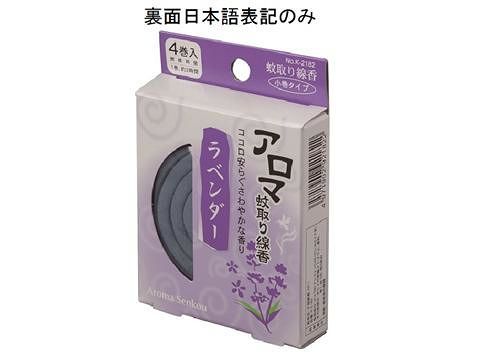 裏面日本語表記のみ
No.K-2182
4巻入
蚊取り線香
小巻タイプ
アロマ
蚊取り線香
ココロ安らぐさわやかな香り
ラベンダー
Aroma Senkou